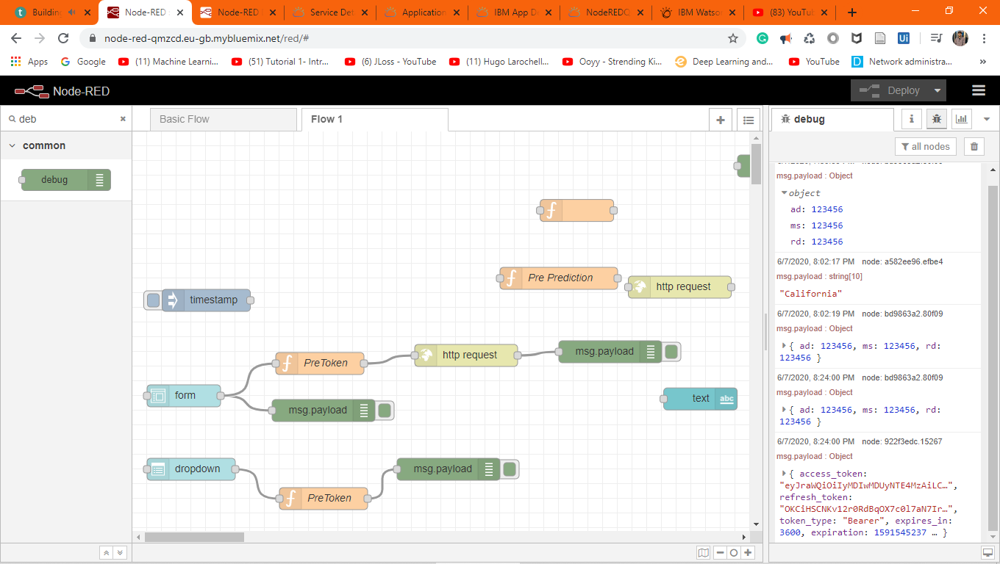 Building
Node-RED
Node-RED
Service Det
Application
IBM App De
NodeREDC
IBM Watso
(83) YouTub
node-red-qmzcd.eu-gb.mybluemix.net/red/#
Apps
Google
(11) Machine Learni...
(51) Tutorial 1- Intr...
(6) JLoss - YouTube
(11) Hugo Larochell...
Ooyy - Strending Ki...
Deep Learning and...
YouTube
Network administra...
»
Node-RED
Deploy
deb
Basic Flow
Flow 1
debug
common
all nodes
debug
msg.payload : Object
object
ad: 123456
ms: 123456
rd: 123456
6/7/2020, 8:02:17 PM node: a582ee96.efbe4
msg.payload : string[10]
"California"
6/7/2020, 8:02:19 PM node: bd9863a2.80f09
msg.payload : Object
{ ad: 123456, ms: 123456, rd:
123456 }
6/7/2020, 8:24:00 PM node: bd9863a2.80f09
msg.payload : Object
{ ad: 123456, ms: 123456, rd:
123456 }
6/7/2020, 8:24:00 PM node: 922f3edc.15267
msg.payload : Object
{ access_token:
"eyJraWQiOiIyMDIwMDUyNTE4MzAiLC…",
refresh_token:
"OKCiHSCNKv12r0RdBqOX7c0l7aN7Ir…",
token_type: "Bearer", expires_in:
3600, expiration: 1591545237 … }
Pre Prediction
http request
timestamp
PreToken
http request
msg.payload
form
msg.payload
text
abc
dropdown
msg.payload
PreToken